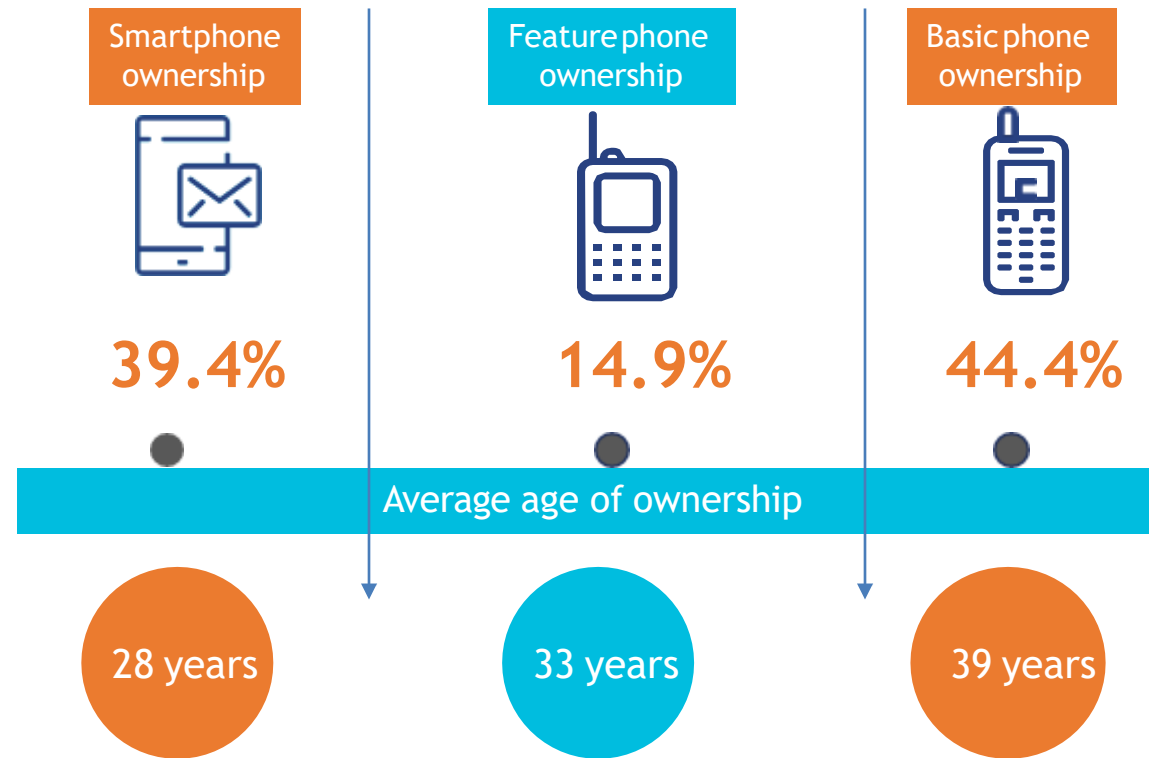 Smartphone
ownership
Feature phone
ownership
Basic phone
ownership
39.4%
14.9%
44.4%
Average age of ownership
28 years
33 years
39 years